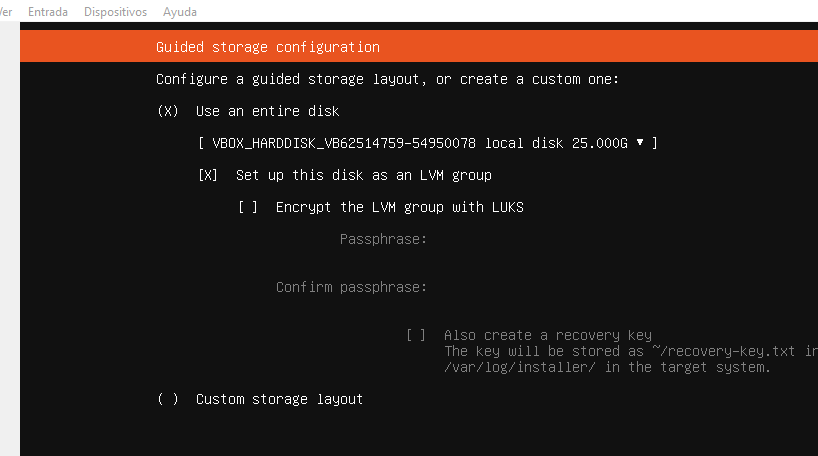 Entrada Dispositivos Ayuda
Guided storage configuration
Configure a guided storage layout, or create a custom one:
(X) Use an entire disk
[ VBOX_HARDDISK_VB62514759-54950078 local disk 25.000G ▾ ]
[X] Set up this disk as an LVM group
[ ] Encrypt the LVM group with LUKS
Passphrase:
Confirm passphrase:
[ ] Also create a recovery key
The key will be stored as ~/recovery-key.txt in
/var/log/installer/ in the target system.
( ) Custom storage layout